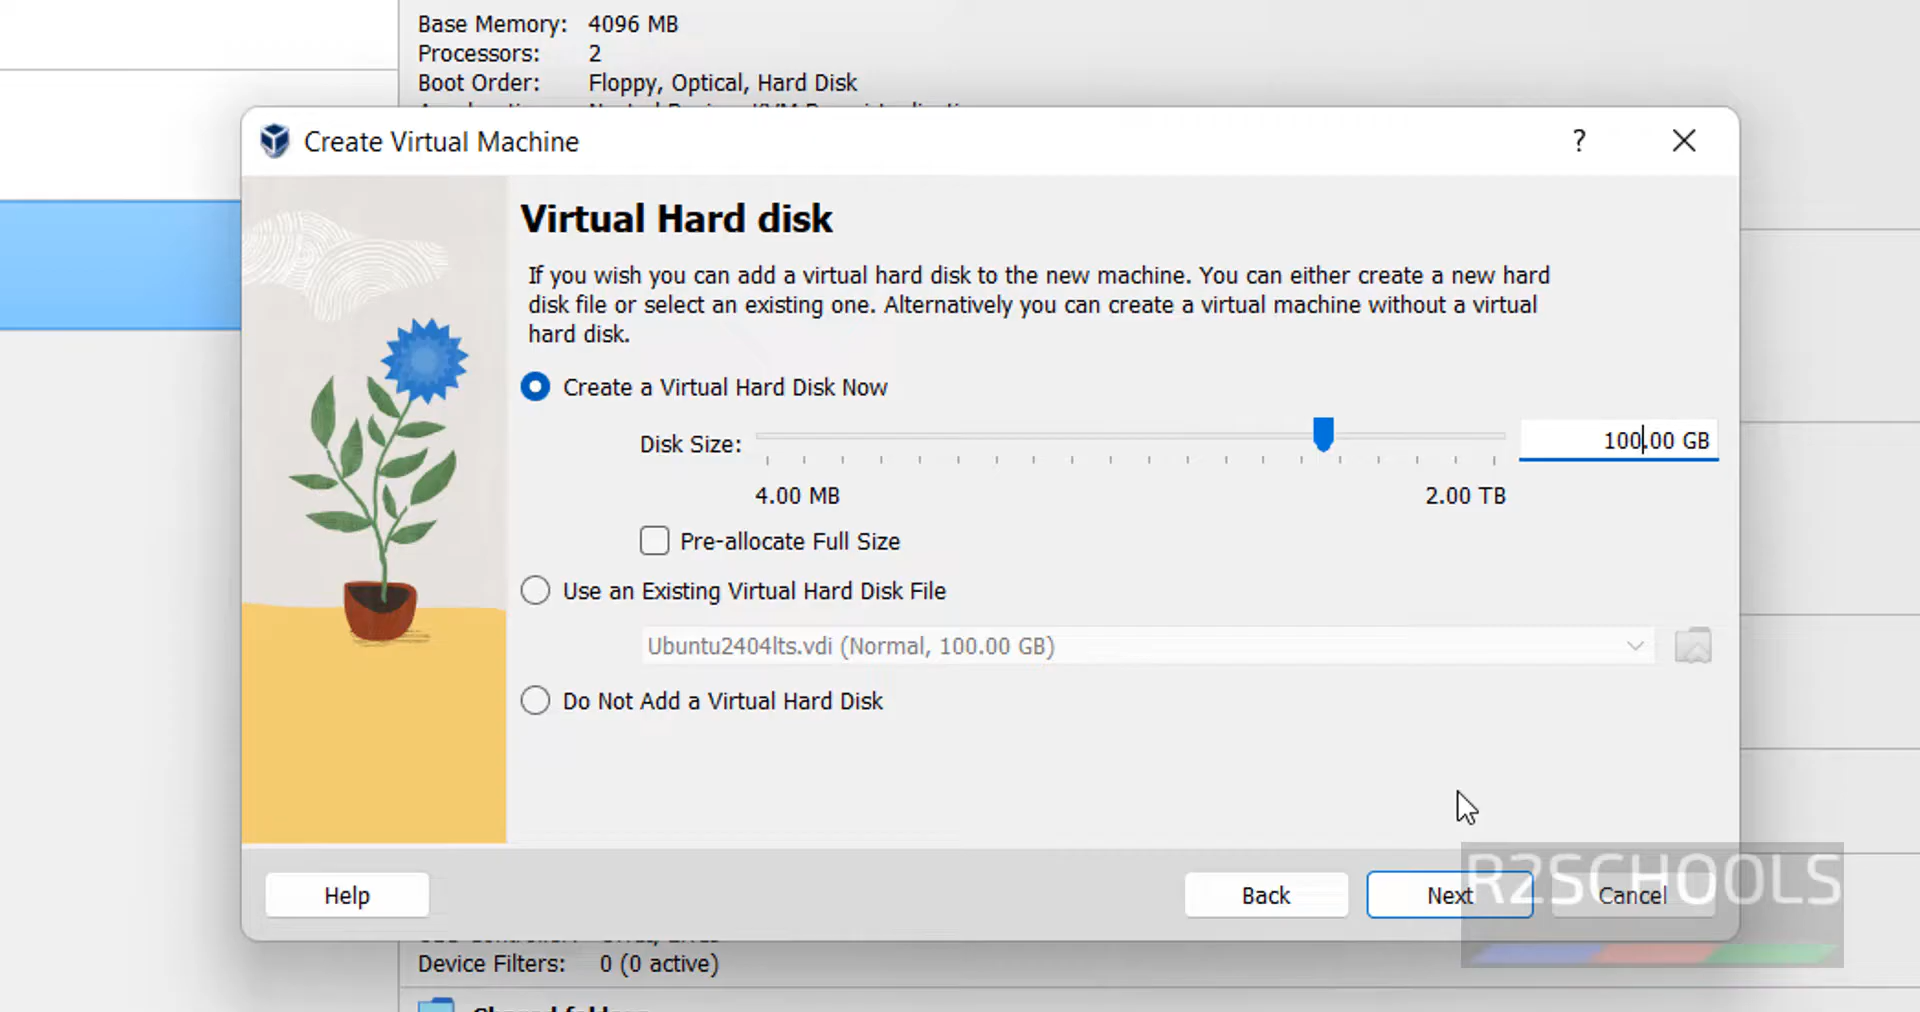 Base Memory: 4096 MB
Processors: 2
Boot Order: Floppy, Optical, Hard Disk
Create Virtual Machine
?
Virtual Hard disk
If you wish you can add a virtual hard disk to the new machine. You can either create a new hard
disk file or select an existing one. Alternatively you can create a virtual machine without a virtual
hard disk.
Create a Virtual Hard Disk Now
Disk Size:
100.00 GB
4.00 MB
2.00 TB
Pre-allocate Full Size
Use an Existing Virtual Hard Disk File
Ubuntu2404lts.vdi (Normal, 100.00 GB)
Do Not Add a Virtual Hard Disk
Help
Back
Next
Cancel
R2SCHOOLS
Device Filters: 0 (0 active)